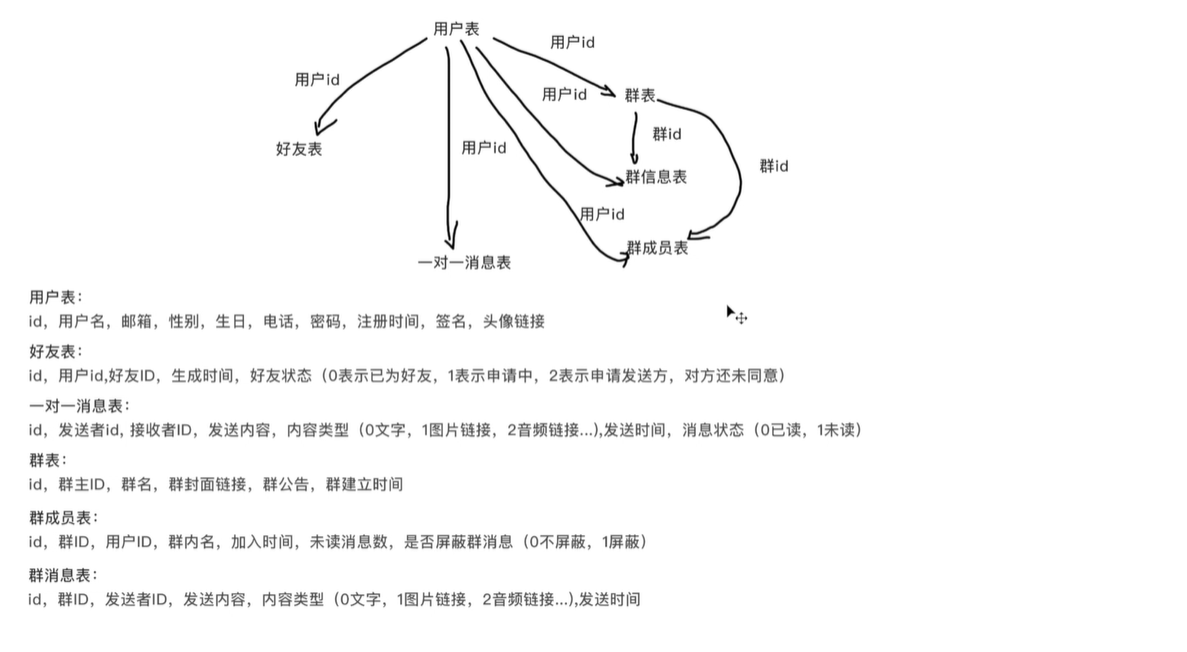 用户表
用户id
用户id
用户id
群表
好友表
用户id
群id
群id
群信息表
用户id
群成员表
一对一消息表
用户表：
id，用户名，邮箱，性别，生日，电话，密码，注册时间，签名，头像链接
好友表：
id，用户id,好友ID，生成时间，好友状态（0表示已为好友，1表示申请中，2表示申请发送方，对方还未同意）
一对一消息表：
id，发送者id, 接收者ID，发送内容，内容类型（0文字，1图片链接，2音频链接...),发送时间，消息状态（0已读，1未读）
群表：
id，群主ID，群名，群封面链接，群公告，群建立时间
群成员表：
id，群ID，用户ID，群内名，加入时间，未读消息数，是否屏蔽群消息（0不屏蔽，1屏蔽）
群消息表：
id，群ID，发送者ID，发送内容，内容类型（0文字，1图片链接，2音频链接...),发送时间